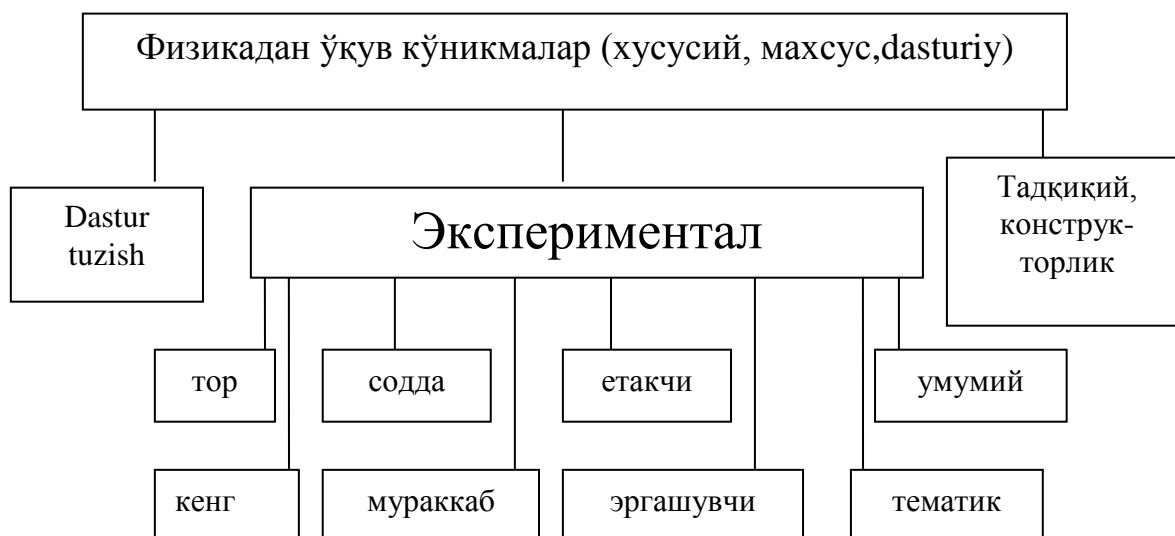 Физикадан ўқув кўникмалар (хусусий, махсус,dasturiy)
Dastur
tuzish
Экспериментал
Тадқиқий,
конструк-
торлик
тор
содда
етакчи
умумий
кенг
мураккаб
эргашувчи
тематик